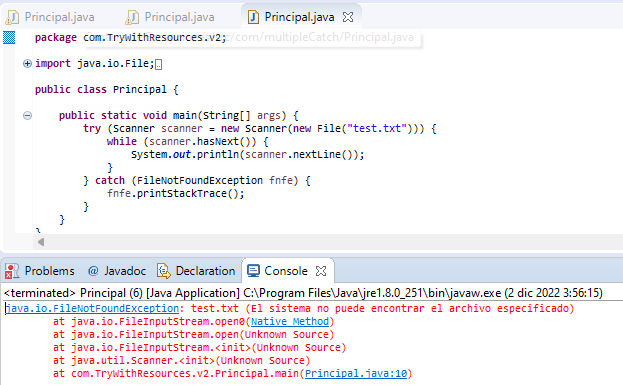 Principal.java Principal.java Principal.java
package com.TryWithResources.v2;
/com/multipleCatch/Principal.java
import java.io.File;
public class Principal {
public static void main(String[] args) {
try (Scanner scanner = new Scanner(new File("test.txt"))) {
while (scanner.hasNext()) {
System.out.println(scanner.nextLine());
}
} catch (FileNotFoundException fnfe) {
fnfe.printStackTrace();
}
}
}
Problems @ Javadoc Declaration Console
<terminated> Principal (6) [Java Application] C:\Program Files\Java\jre1.8.0_251\bin\javaw.exe (2 dic 2022 3:56:15)
java.io.FileNotFoundException: test.txt (El sistema no puede encontrar el archivo especificado)
at java.io.FileInputStream.open0(Native Method)
at java.io.FileInputStream.open(Unknown Source)
at java.io.FileInputStream.<init>(Unknown Source)
at java.util.Scanner.<init>(Unknown Source)
at com.TryWithResources.v2.Principal.main(Principal.java:10)